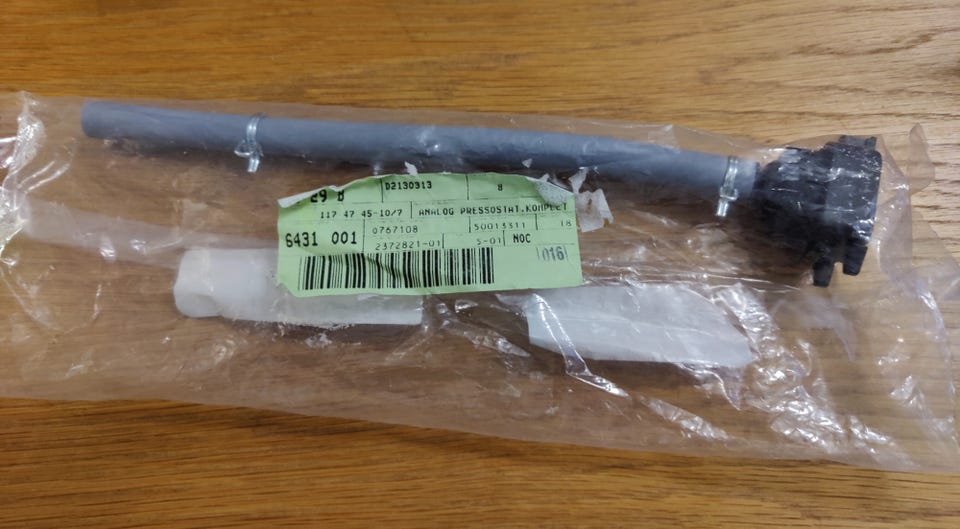 29 B D2130313 8
117 47 45-10/7 ANALOG PRESSOSTAT,KOMPLET
6431 001 0767108 50013311 18
2372821-01 5-01 NOC
016